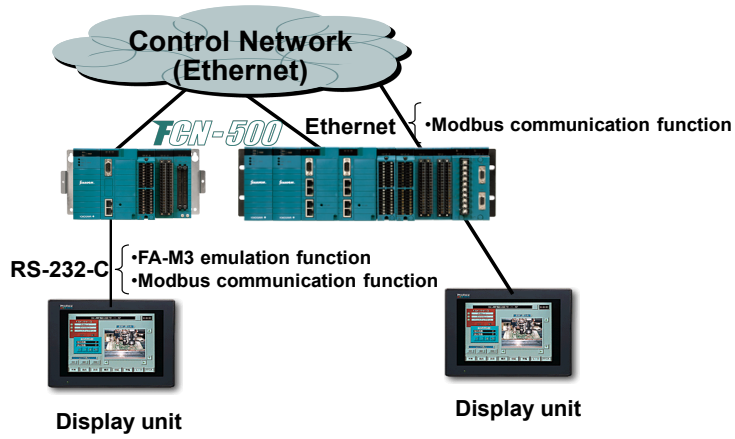 Control Network
(Ethernet)
FCN-500
Ethernet
•Modbus communication function
RS-232-C
•FA-M3 emulation function
•Modbus communication function
Display unit
Display unit